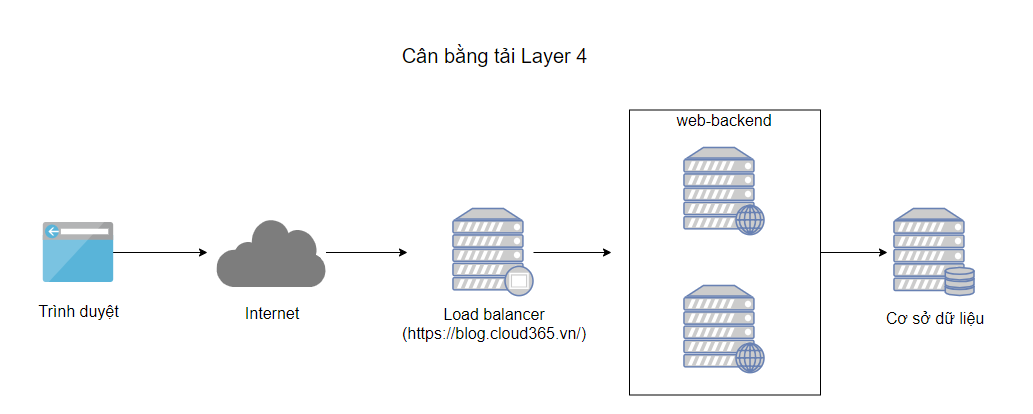 Cân bằng tải Layer 4
web-backend
Trình duyệt
Internet
Load balancer
(https://blog.cloud365.vn/)
Cơ sở dữ liệu